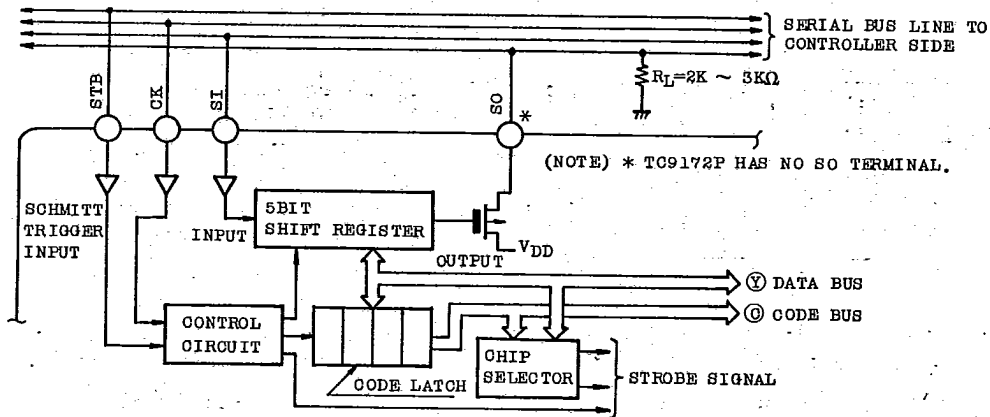 SERIAL BUS LINE TO
CONTROLLER SIDE
STB
CK
SI
SO
*
RL=2K ~ 3KΩ
(NOTE) * TC9172P HAS NO SO TERMINAL.
SCHMITT
TRIGGER
INPUT
INPUT
5BIT
SHIFT REGISTER
OUTPUT
VDD
Ⓨ DATA BUS
Ⓒ CODE BUS
CONTROL
CIRCUIT
CODE LATCH
CHIP
SELECTOR
STROBE SIGNAL